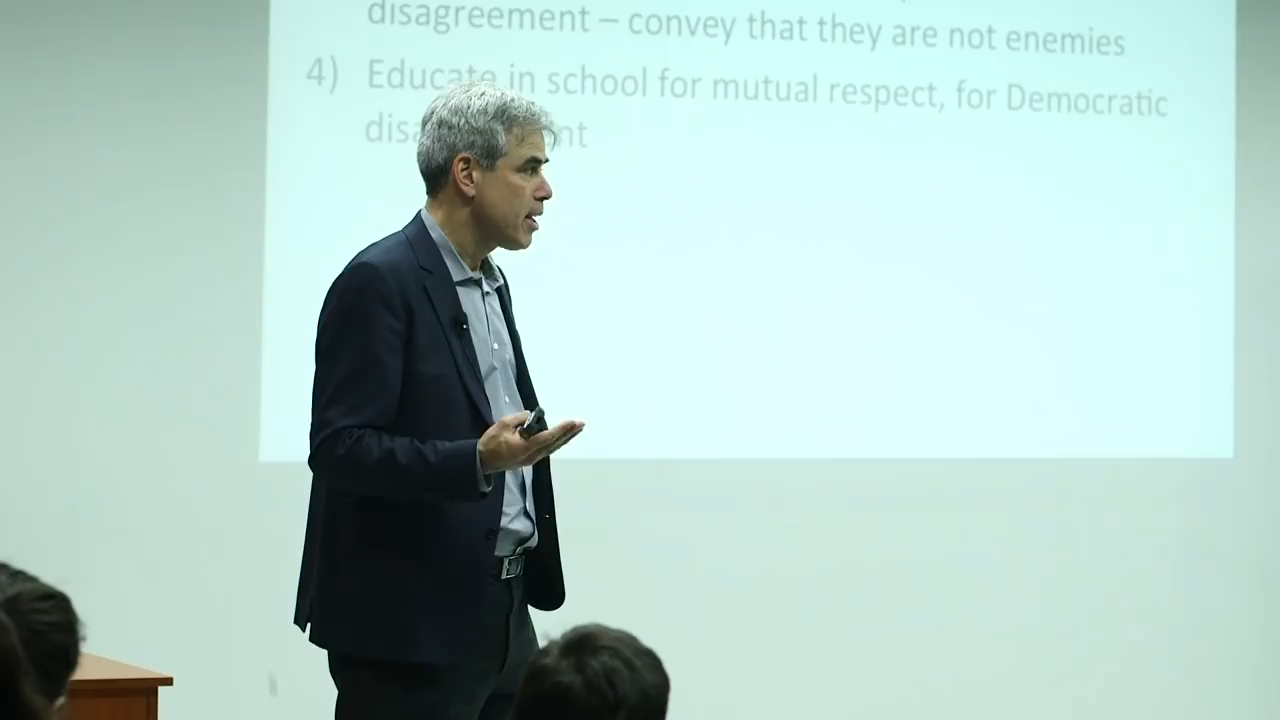 disagreement – convey that they are not enemies
4) Educate in school for mutual respect, for Democratic